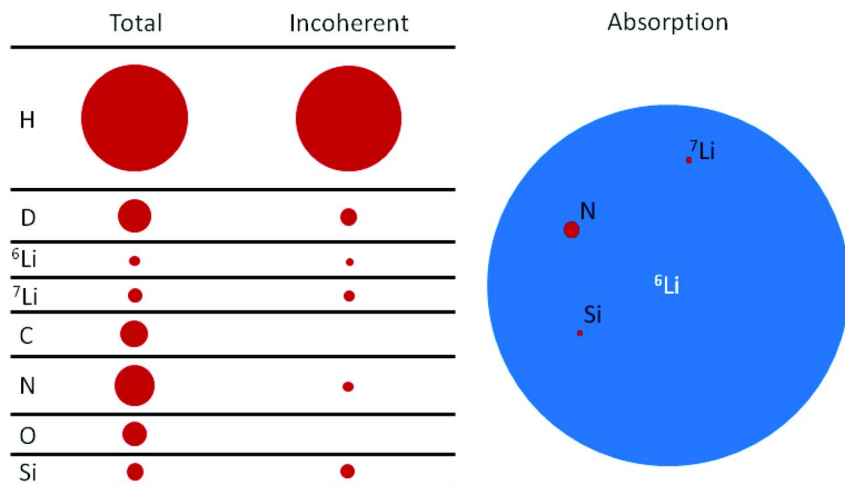 Total Incoherent Absorption
H
D
⁶Li
⁷Li
C
N
O
Si
⁷Li
N
⁶Li
Si